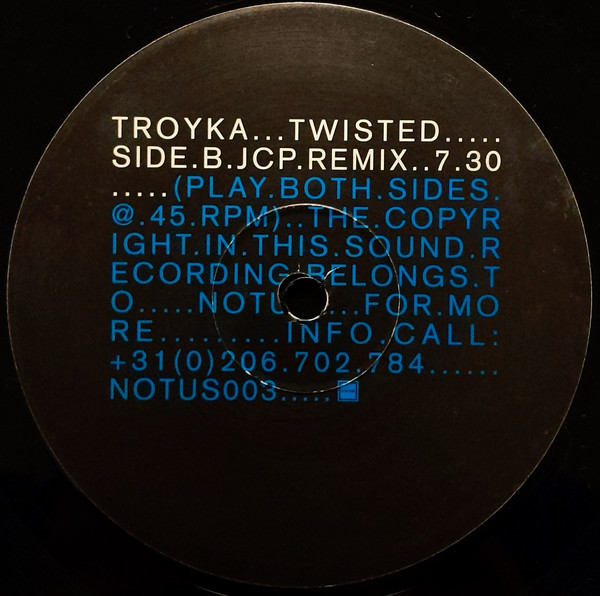 TROYKA...TWISTED.....
SIDE.B.JCP.REMIX..7.30
.....(PLAY.BOTH.SIDES.
@.45.RPM)..THE.COPYR
IGHT.IN.THIS.SOUND.R
ECORDING.BELONGS.T
O.....NOTU ...FOR.MO
RE..........INFO.CALL:
+31(0)206.702.784......
NOTUS003.....